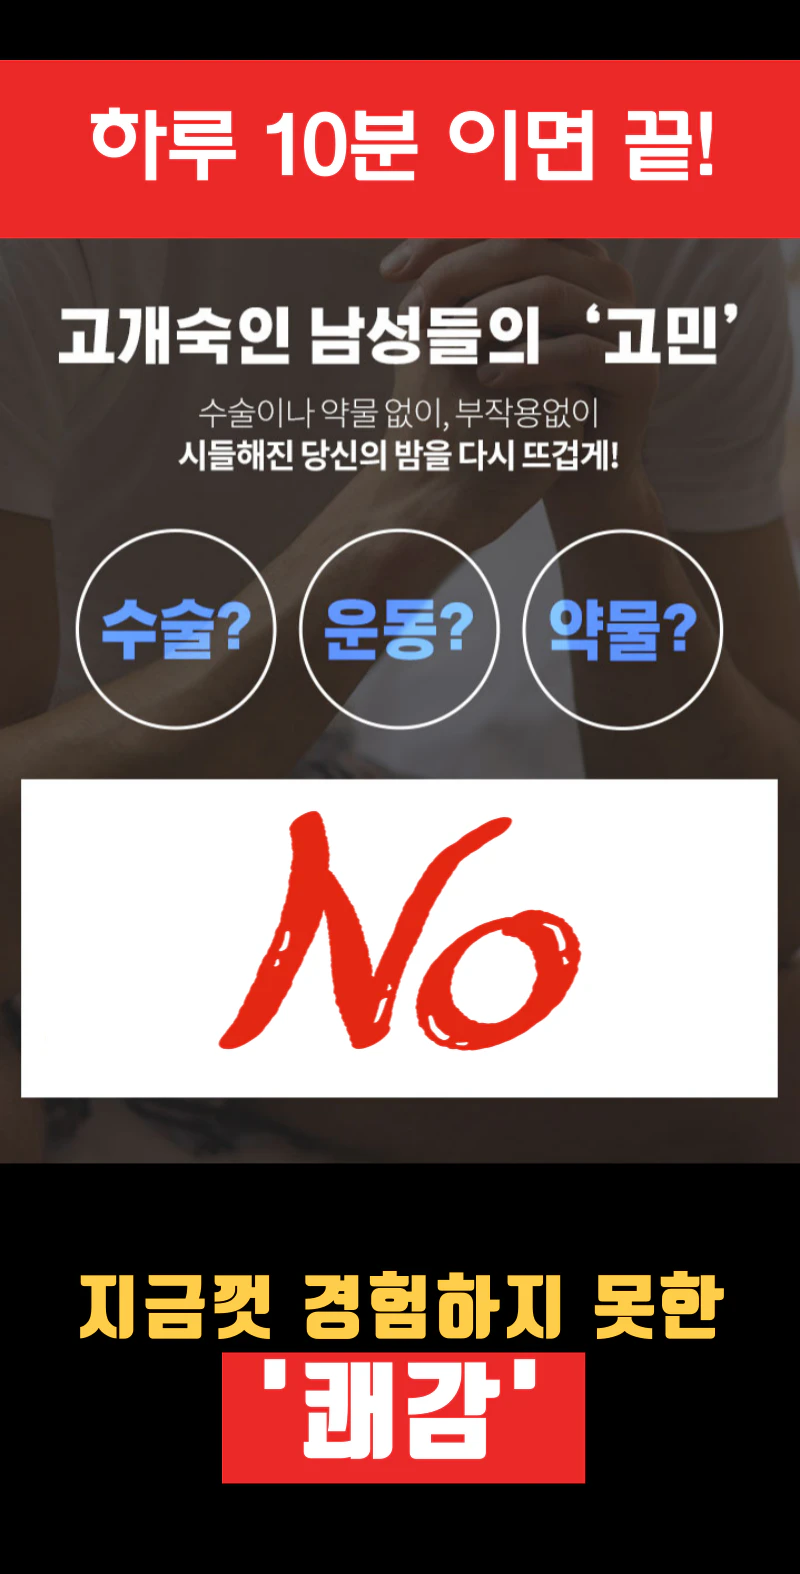 하루 10분 이면 끝!
고개숙인 남성들의 ‘고민’
수술이나 약물 없이, 부작용없이
시들해진 당신의 밤을 다시 뜨겁게!
수술? 운동? 약물?
No
지금껏 경험하지 못한
'쾌감'